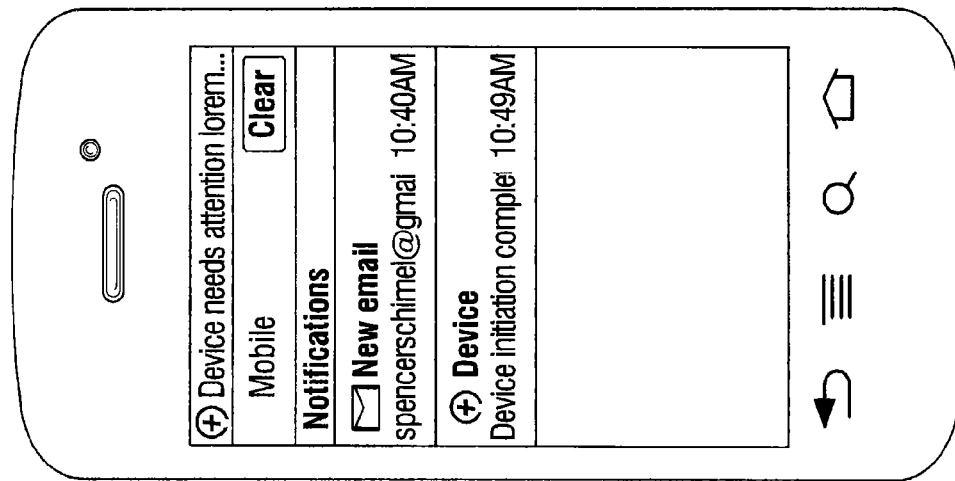 Device needs attention lorem...
Mobile Clear
Notifications
New email
spencerschimel@gmai 10:40AM
Device
Device initiation comple 10:49AM